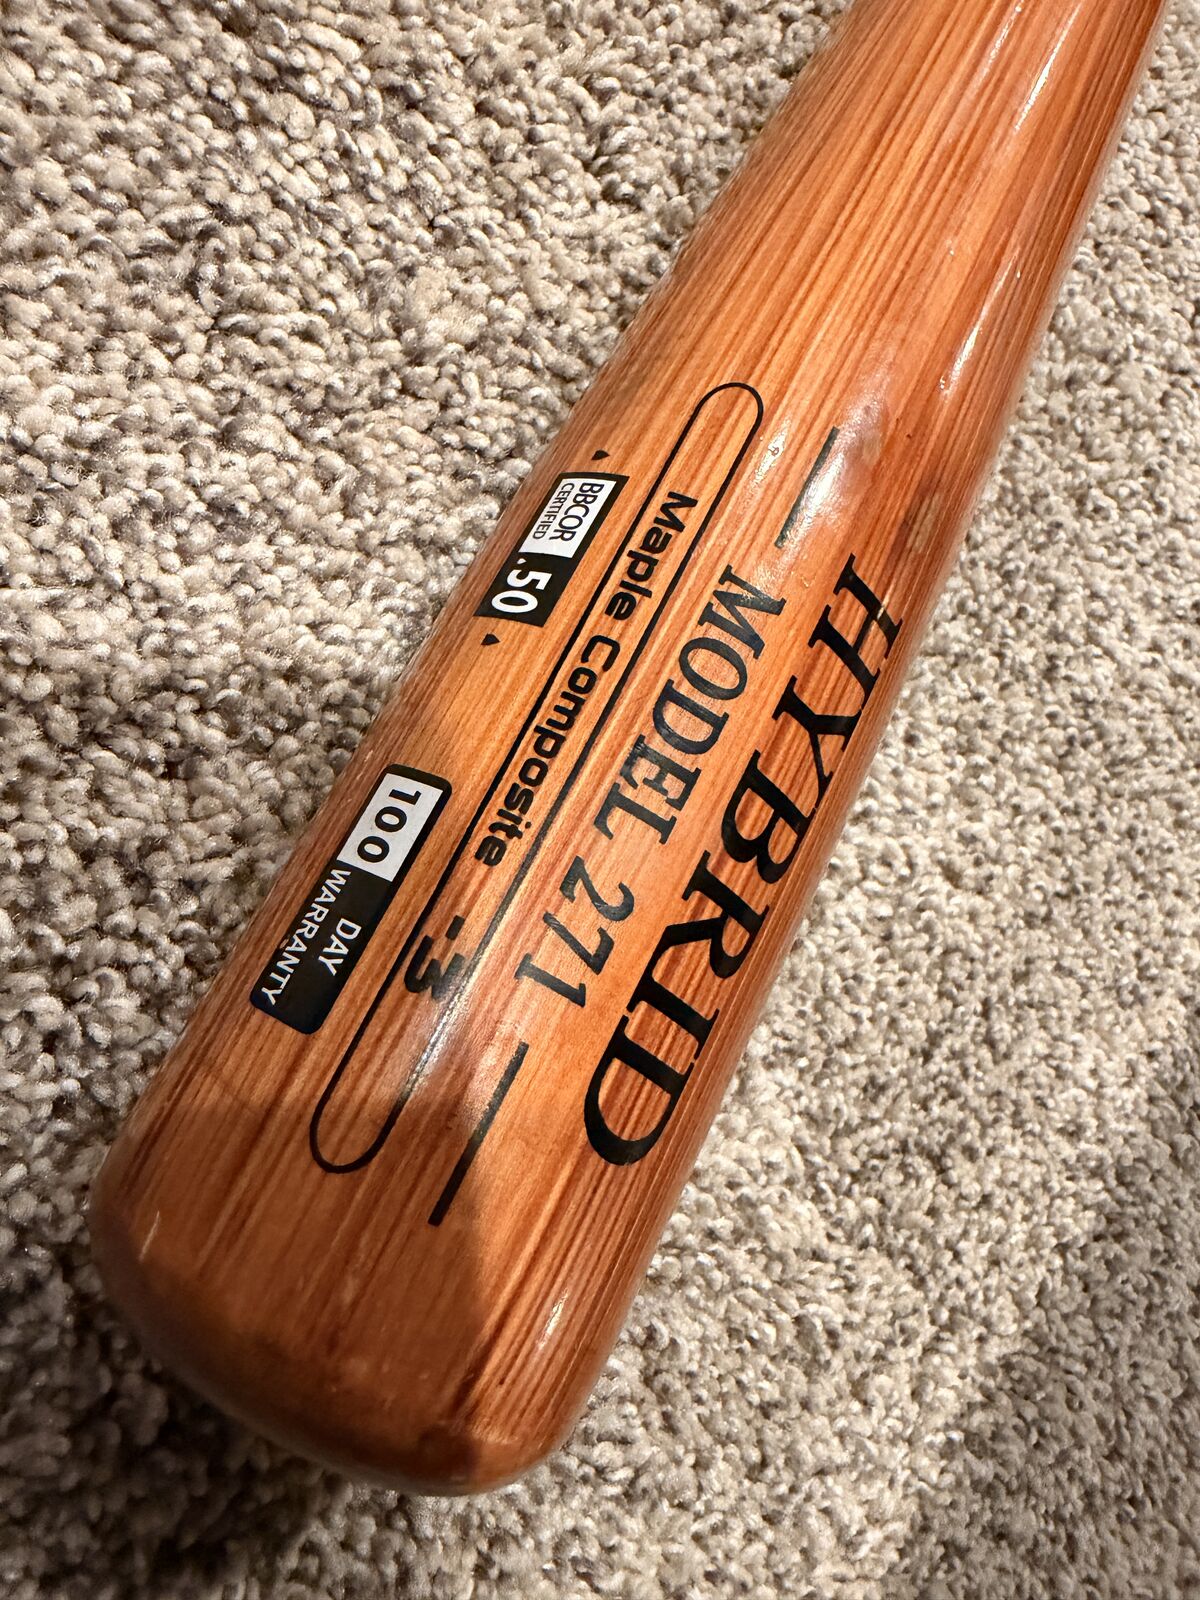 HYBRID
MODEL 271
Maple Composite -3
BBCOR
CERTIFIED
.50
100
DAY
WARRANTY